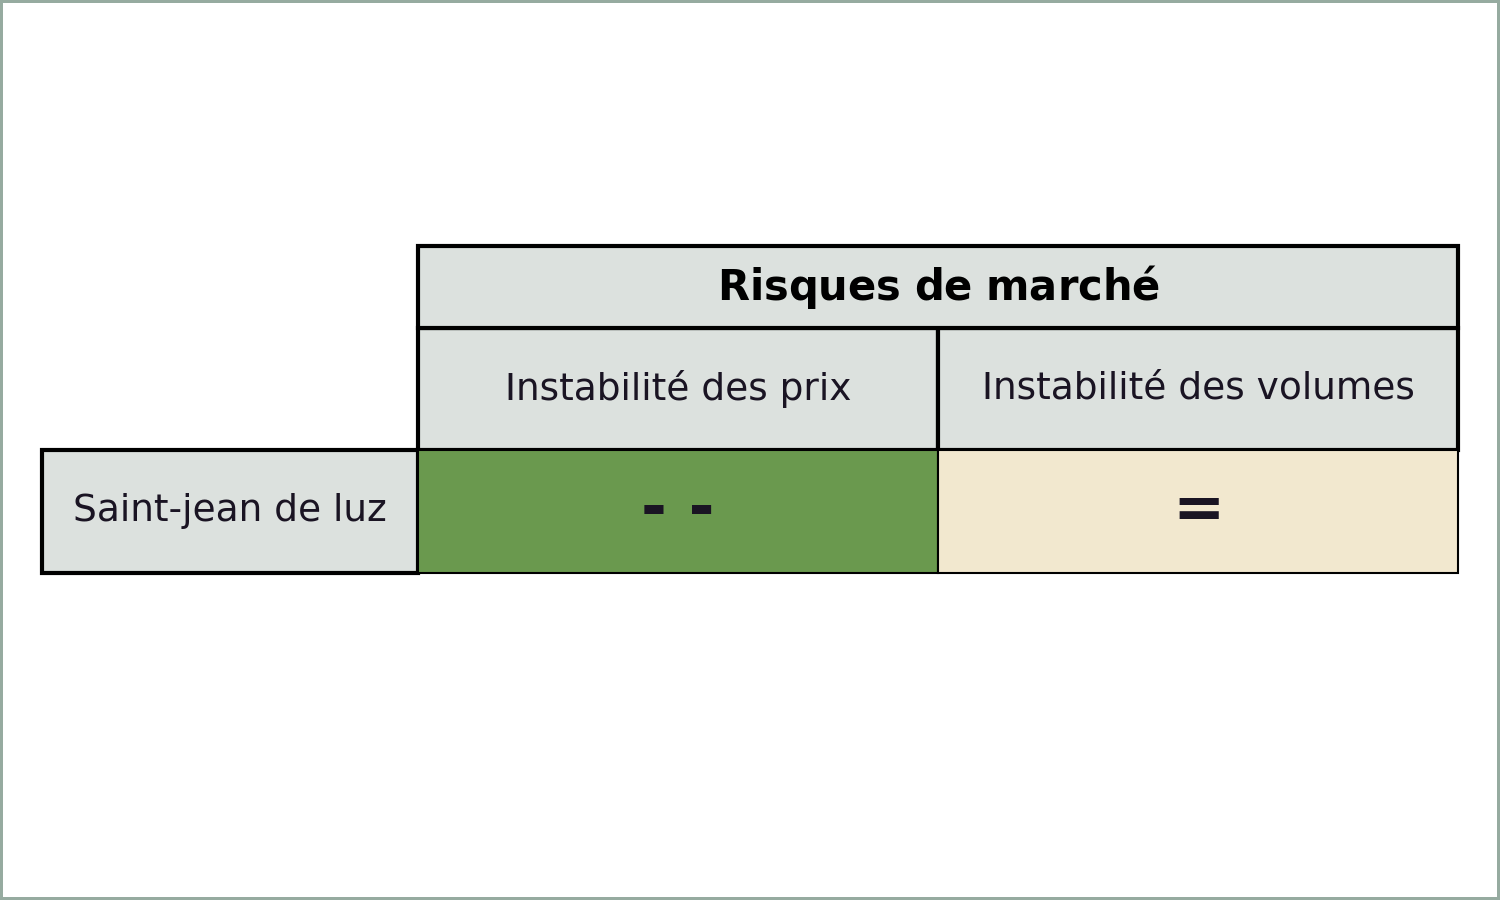 Risques de marché
Instabilité des prix
Instabilité des volumes
Saint-jean de luz
- -
=